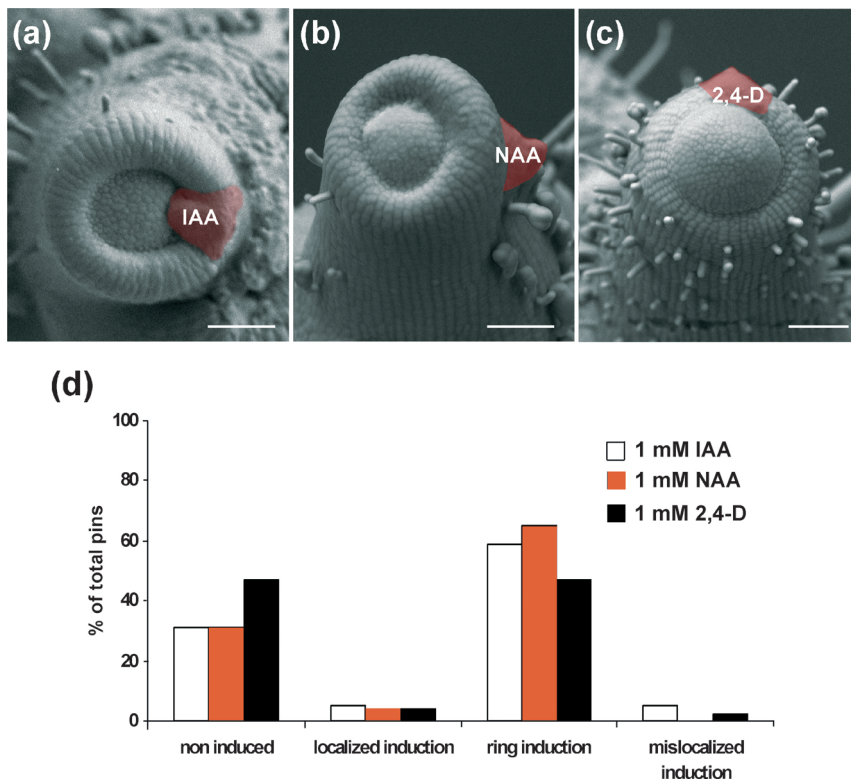 (a)
IAA
(b)
NAA
(c)
2,4-D
(d)
100
80
60
40
20
0
% of total pins
1 mM IAA
1 mM NAA
1 mM 2,4-D
non induced
localized induction
ring induction
mislocalized
induction